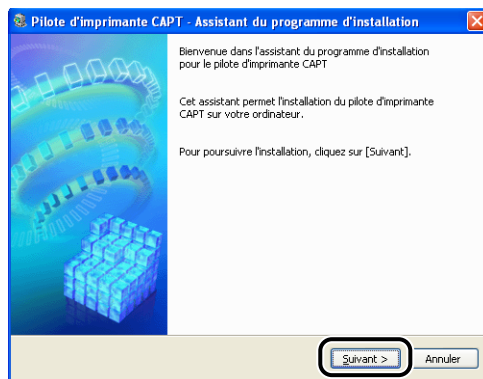 Pilote d'imprimante CAPT - Assistant du programme d'installation
Bienvenue dans l'assistant du programme d'installation
pour le pilote d'imprimante CAPT
Cet assistant permet l'installation du pilote d'imprimante
CAPT sur votre ordinateur.
Pour poursuivre l'installation, cliquez sur [Suivant].
Suivant >
Annuler